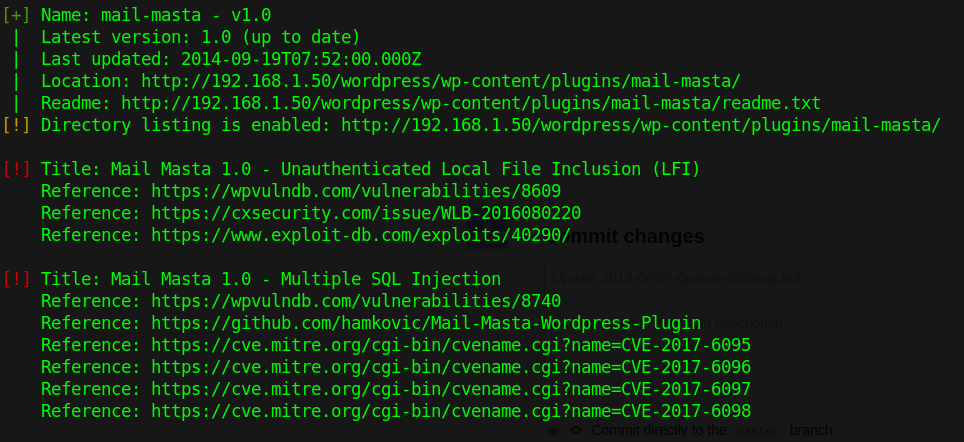 [+] Name: mail-masta - v1.0
 |  Latest version: 1.0 (up to date)
 |  Last updated: 2014-09-19T07:52:00.000Z
 |  Location: http://192.168.1.50/wordpress/wp-content/plugins/mail-masta/
 |  Readme: http://192.168.1.50/wordpress/wp-content/plugins/mail-masta/readme.txt
[!] Directory listing is enabled: http://192.168.1.50/wordpress/wp-content/plugins/mail-masta/
[!] Title: Mail Masta 1.0 - Unauthenticated Local File Inclusion (LFI)
    Reference: https://wpvulndb.com/vulnerabilities/8609
    Reference: https://cxsecurity.com/issue/WLB-2016080220
    Reference: https://www.exploit-db.com/exploits/40290/
changes
[!] Title: Mail Masta 1.0 - Multiple SQL Injection
Update
    Reference: https://wpvulndb.com/vulnerabilities/8740
    Reference: https://github.com/hamkovic/Mail-Masta-Wordpress-Plugin
description...
    Reference: https://cve.mitre.org/cgi-bin/cvename.cgi?name=CVE-2017-6095
    Reference: https://cve.mitre.org/cgi-bin/cvename.cgi?name=CVE-2017-6096
    Reference: https://cve.mitre.org/cgi-bin/cvename.cgi?name=CVE-2017-6097
    Reference: https://cve.mitre.org/cgi-bin/cvename.cgi?name=CVE-2017-6098
Commit directly to the master branch.